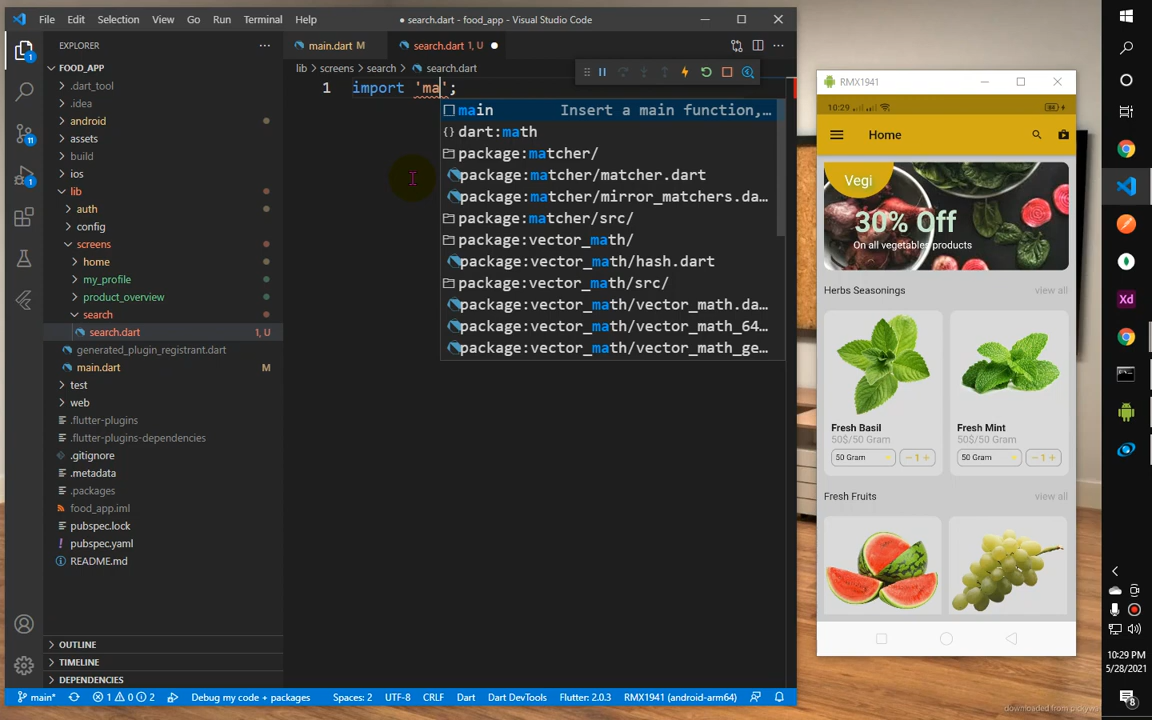 File Edit Selection View Go Run Terminal Help
● search.dart - food_app - Visual Studio Code
EXPLORER
FOOD_APP
.dart_tool
.idea
android
assets
build
ios
lib
auth
config
screens
home
my_profile
product_overview
search
search.dart 1, U
generated_plugin_registrant.dart
main.dart M
test
web
.flutter-plugins
.flutter-plugins-dependencies
.gitignore
.metadata
.packages
food_app.iml
pubspec.lock
pubspec.yaml
README.md
OUTLINE
TIMELINE
DEPENDENCIES
main.dart M search.dart 1, U
lib > screens > search > search.dart
1 import 'ma';
main Insert a main function,…
dart:math
package:matcher/
package:matcher/matcher.dart
package:matcher/mirror_matchers.da…
package:matcher/src/
package:vector_math/
package:vector_math/hash.dart
package:vector_math/src/
package:vector_math/vector_math.da…
package:vector_math/vector_math_64…
package:vector_math/vector_math_ge…
main* 1 0 2 Debug my code + packages Spaces: 2 UTF-8 CRLF Dart Dart DevTools Flutter: 2.0.3 RMX1941 (android-arm64)
RMX1941
10:29
Home
Vegi
30% Off
On all vegetables products
Herbs Seasonings view all
Fresh Basil Fresh Mint
50$/50 Gram 50$/50 Gram
50 Gram − 1 + 50 Gram − 1 +
Fresh Fruits view all
Xd
10:29 PM
5/28/2021
8